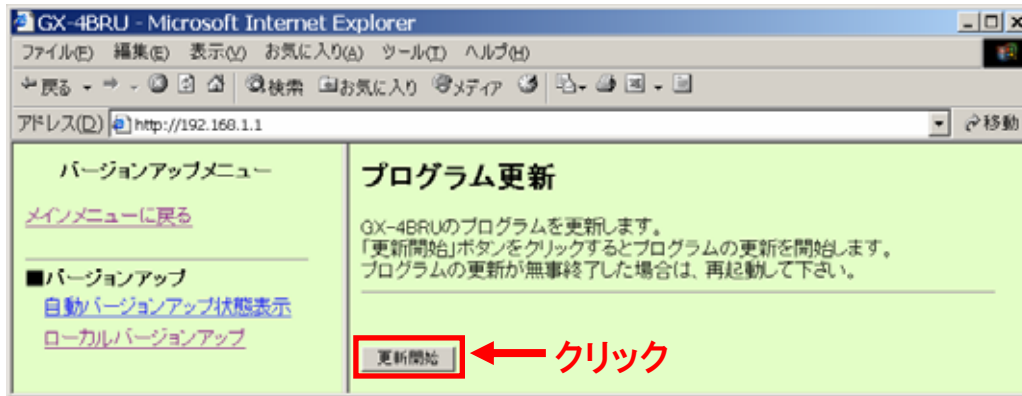 GX-4BRU - Microsoft Internet Explorer
ファイル(F) 編集(E) 表示(V) お気に入り(A) ツール(T) ヘルプ(H)
戻る 検索 お気に入り メディア
アドレス(D) http://192.168.1.1 移動
バージョンアップメニュー
メインメニューに戻る
■バージョンアップ
自動バージョンアップ状態表示
ローカルバージョンアップ
プログラム更新
GX-4BRUのプログラムを更新します。
「更新開始」ボタンをクリックするとプログラムの更新を開始します。
プログラムの更新が無事終了した場合は、再起動して下さい。
更新開始 クリック